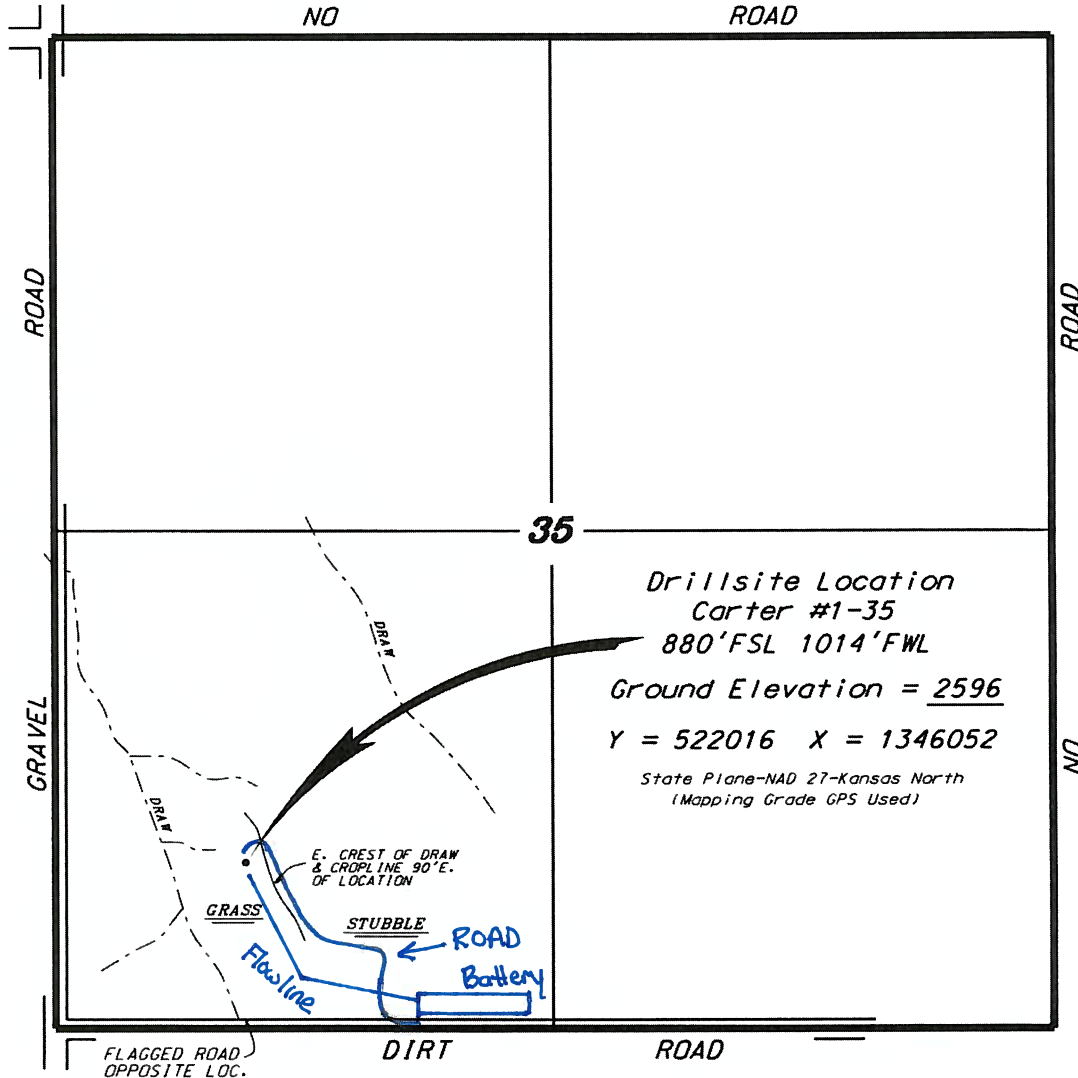 NO ROAD
ROAD
ROAD
35
Drillsite Location
Carter #1-35
880'FSL 1014'FWL
Ground Elevation = 2596
Y = 522016 X = 1346052
State Plane-NAD 27-Kansas North
(Mapping Grade GPS Used)
DRAW
GRAVEL
NO
DRAW
E. CREST OF DRAW
& CROPLINE 90'E.
OF LOCATION
GRASS
STUBBLE
ROAD
Flowline
Battery
DIRT ROAD
FLAGGED ROAD
OPPOSITE LOC.